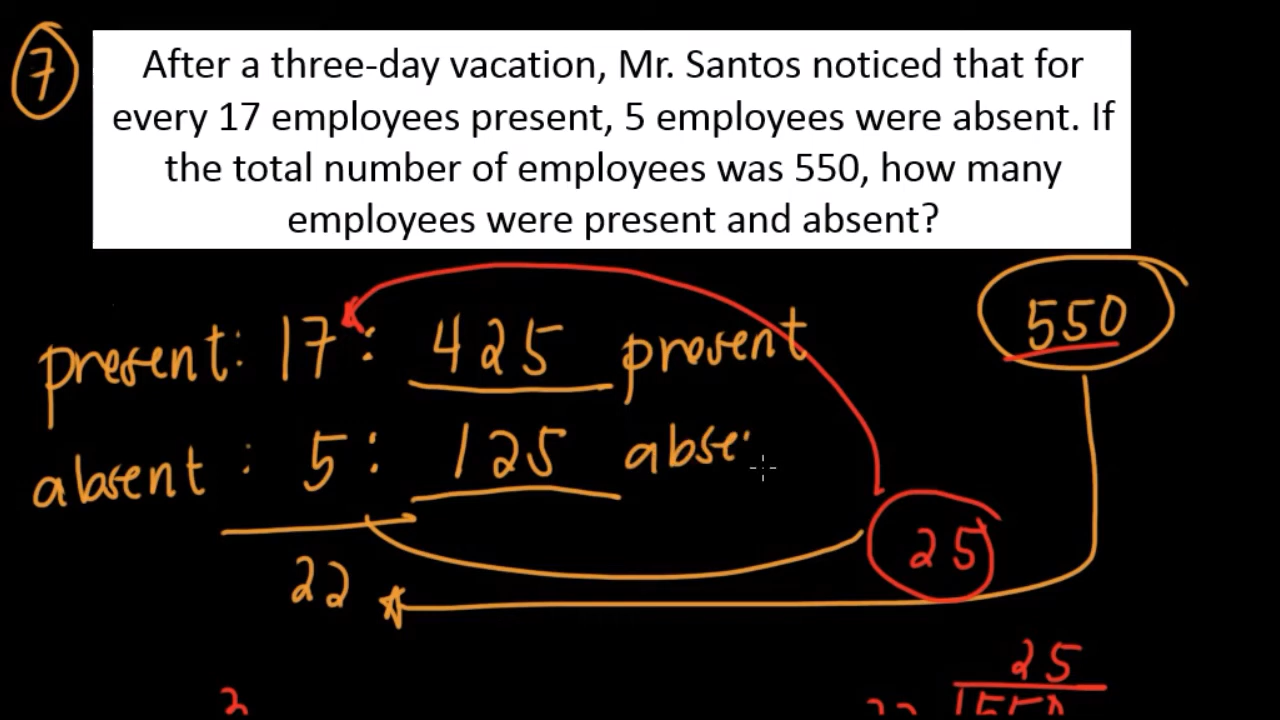 7
After a three-day vacation, Mr. Santos noticed that for
every 17 employees present, 5 employees were absent. If
the total number of employees was 550, how many
employees were present and absent?
550
present: 17: 425 present
absent : 5: 125 abse
25
22
25